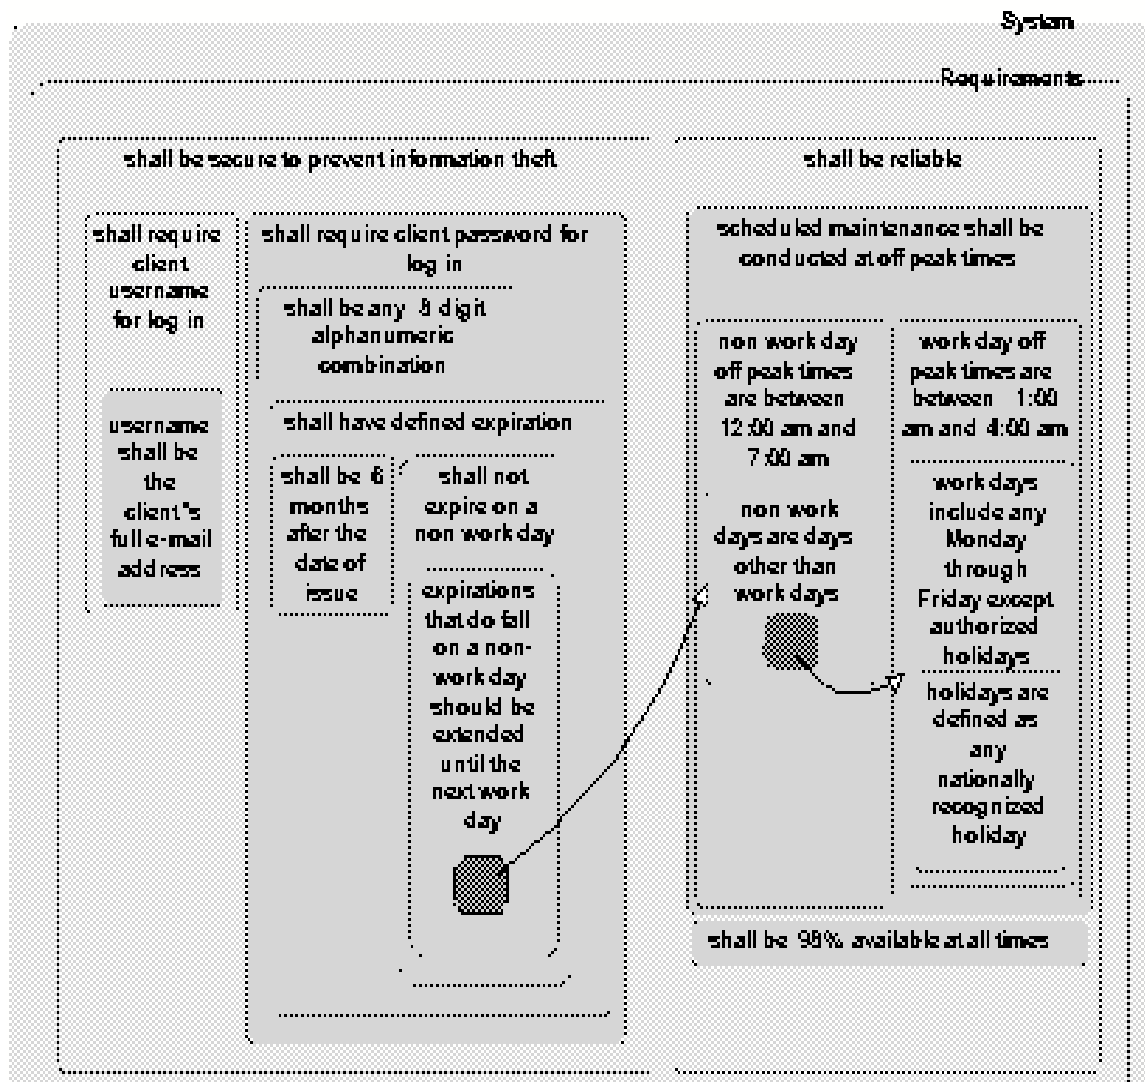 System
Requirements
shall be secure to prevent information theft
shall require
client
username
for log in
username
shall be
the
client's
full e-mail
address
shall require client password for
log in
shall be any 8 digit
alphanumeric
combination
shall have defined expiration
shall be 6
months
after the
date of
issue
shall not
expire on a
non work day
expirations
that do fall
on a non-
work day
should be
extended
until the
next work
day
shall be reliable
scheduled maintenance shall be
conducted at off peak times
non work day
off peak times
are between
12:00 am and
7:00 am
non work
days are days
other than
work days
work day off
peak times are
between 1:00
am and 4:00 am
work days
include any
Monday
through
Friday except
authorized
holidays
holidays are
defined as
any
nationally
recognized
holiday
shall be 98% available at all times